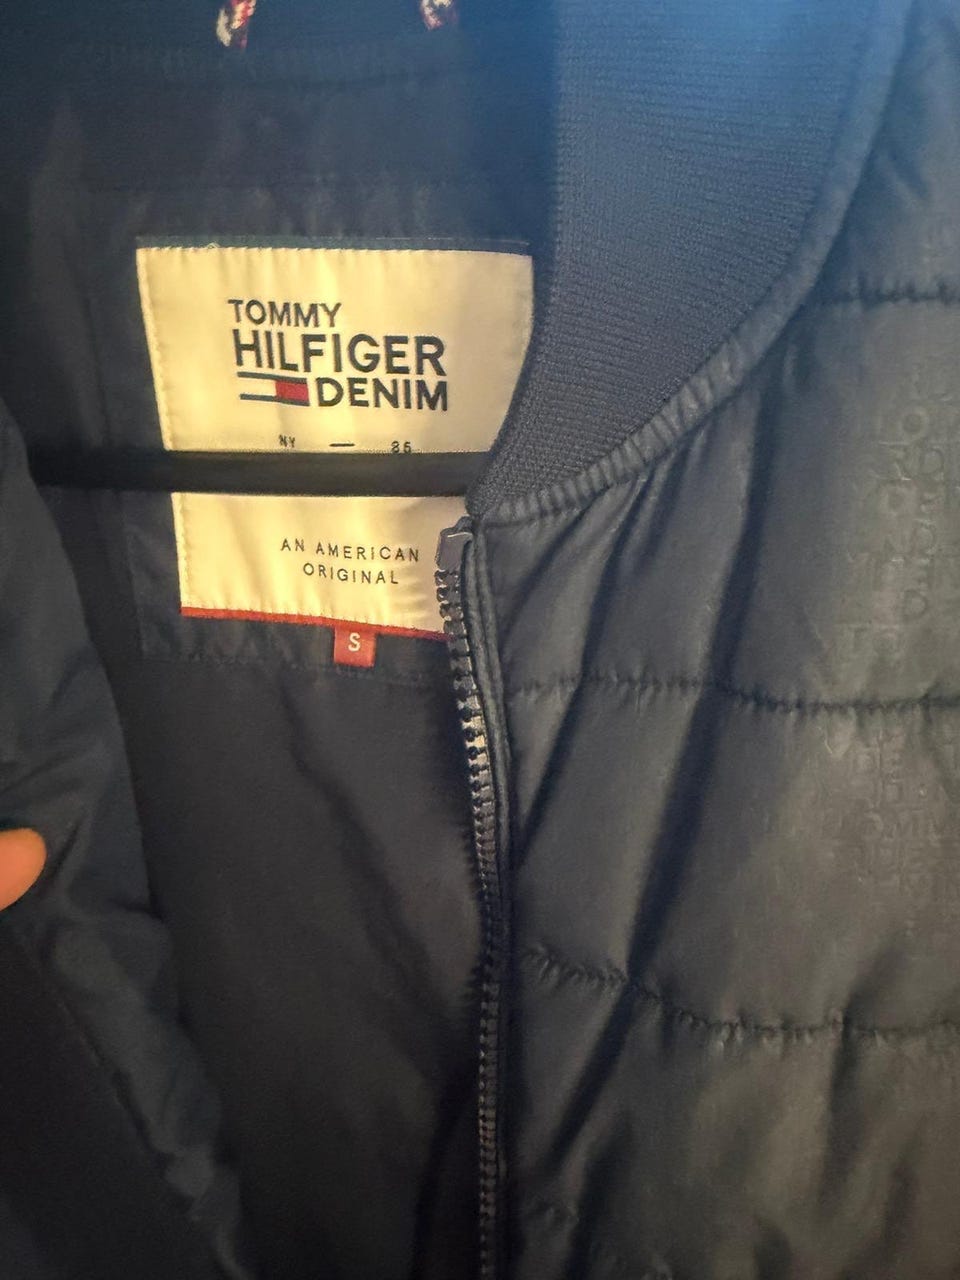 TOMMY
HILFIGER
DENIM
NY — 85
AN AMERICAN
ORIGINAL
S